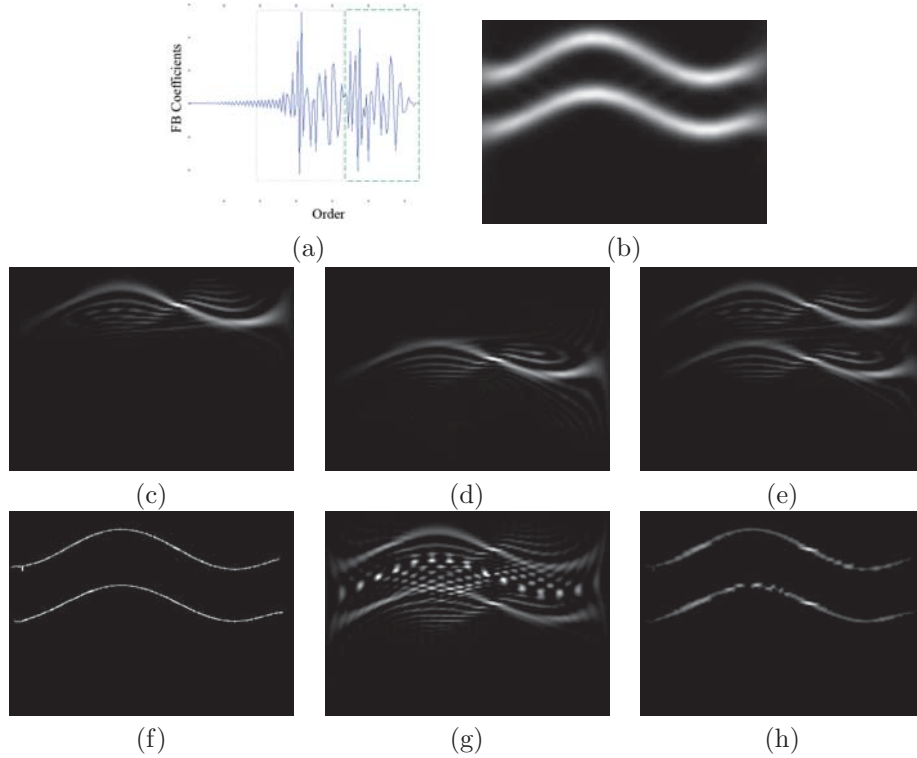 FB Coefficients
Order
(a)
(b)
(c)
(d)
(e)
(f)
(g)
(h)